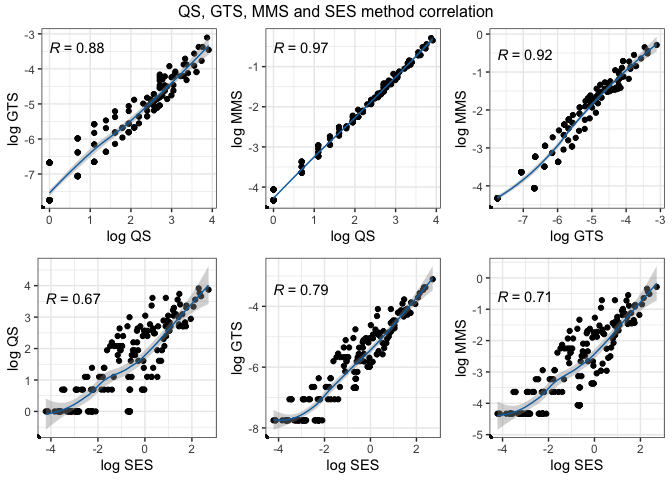 QS, GTS, MMS and SES method correlation
R = 0.88
log GTS
-3
-4
-5
-6
-7
0 1 2 3 4
log QS
R = 0.97
log MMS
-1
-2
-3
-4
0 1 2 3 4
log QS
R = 0.92
log MMS
0
-1
-2
-3
-4
-7 -6 -5 -4 -3
log GTS
R = 0.67
log QS
4
3
2
1
0
-4 -2 0 2
log SES
R = 0.79
log GTS
-4
-6
-8
-4 -2 0 2
log SES
R = 0.71
log MMS
0
-1
-2
-3
-4
-5
-4 -2 0 2
log SES